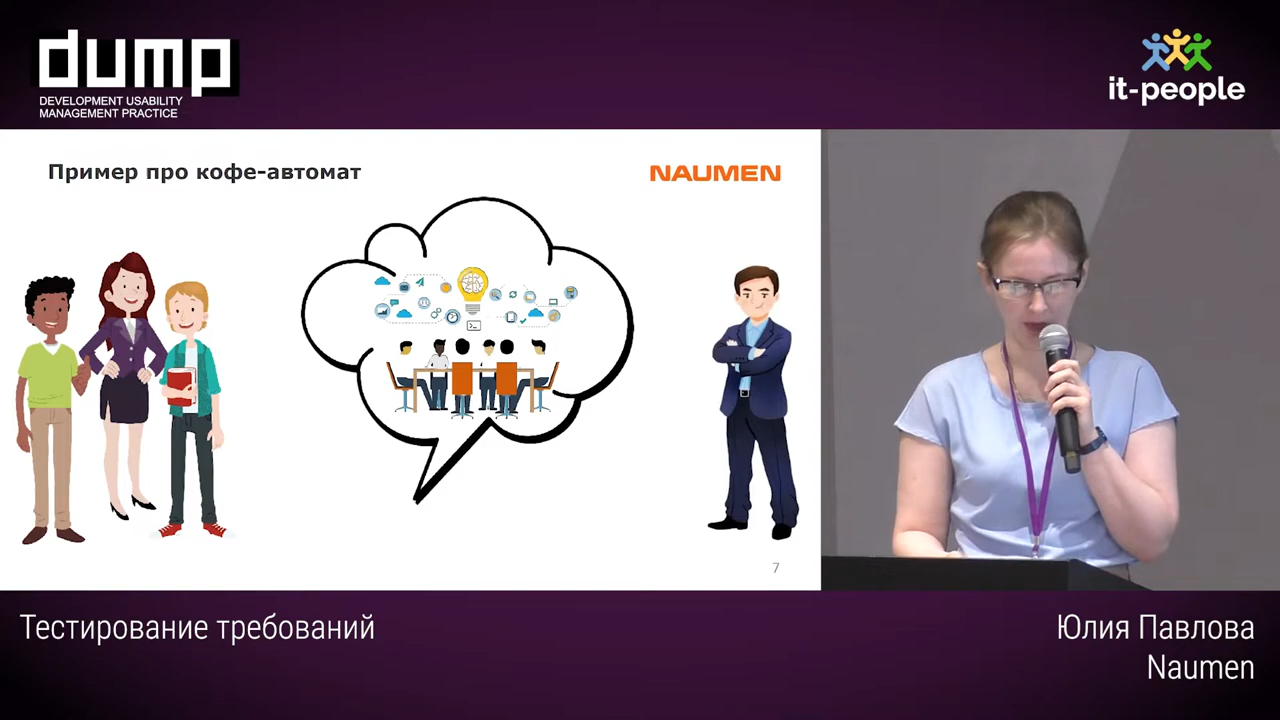 dump
DEVELOPMENT USABILITY
MANAGEMENT PRACTICE
it-people
Пример про кофе-автомат
NAUMEN
7
Тестирование требований
Юлия Павлова
Naumen